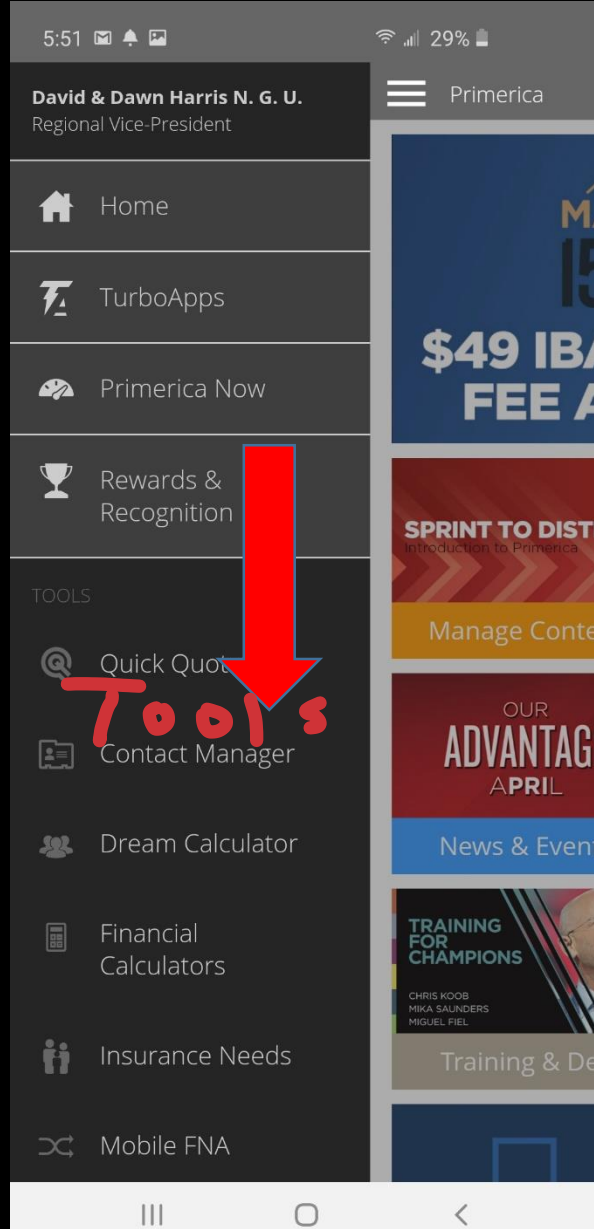 5:51
29%
David & Dawn Harris N. G. U.
Regional Vice-President
Home
TurboApps
Primerica Now
Rewards &
Recognition
TOOLS
Quick Quot
Tools
Contact Manager
Dream Calculator
Financial
Calculators
Insurance Needs
Mobile FNA
Primerica
$49 IB
FEE
SPRINT TO DIST
Introduction to Primerica
Manage Conte
OUR
ADVANTAG
APRIL
News & Even
TRAINING
FOR
CHAMPIONS
CHRIS KOOB
MIKA SAUNDERS
MIGUEL FIEL
Training & De